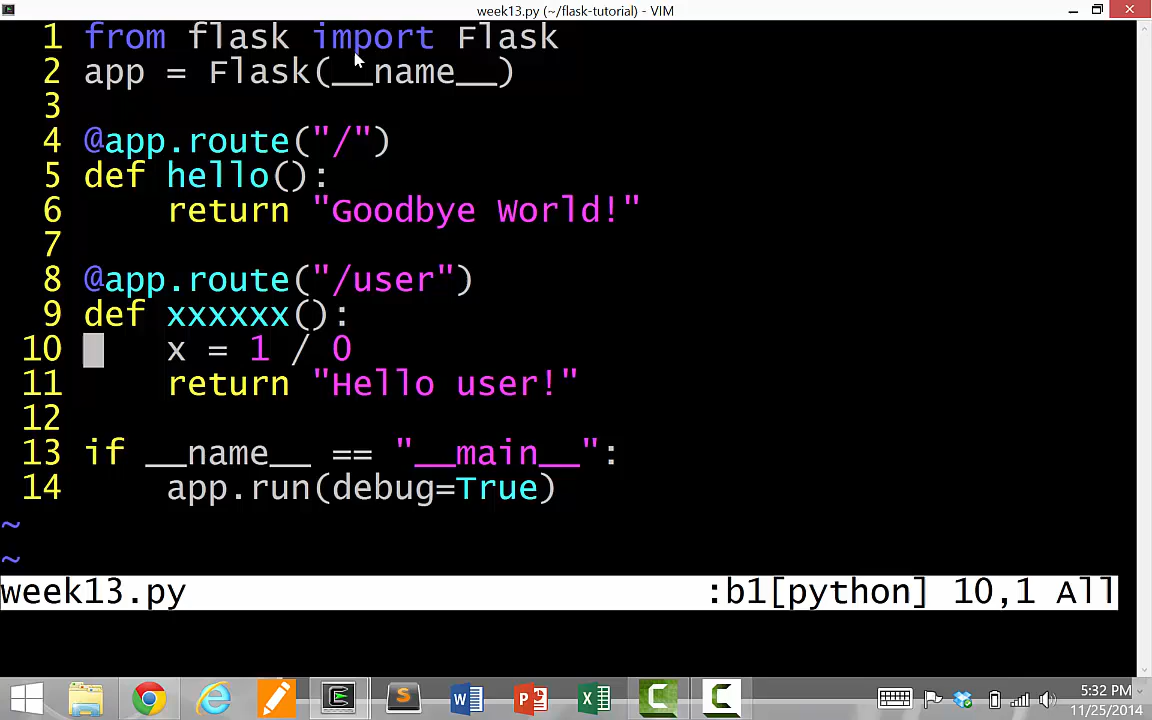 week13.py (~/flask-tutorial) - VIM
1 from flask import Flask
2 app = Flask(__name__)
3
4 @app.route("/")
5 def hello():
6     return "Goodbye World!"
7
8 @app.route("/user")
9 def xxxxxx():
10     x = 1 / 0
11     return "Hello user!"
12
13 if __name__ == "__main__":
14     app.run(debug=True)
~
~
week13.py :b1[python] 10,1 All
5:32 PM
11/25/2014